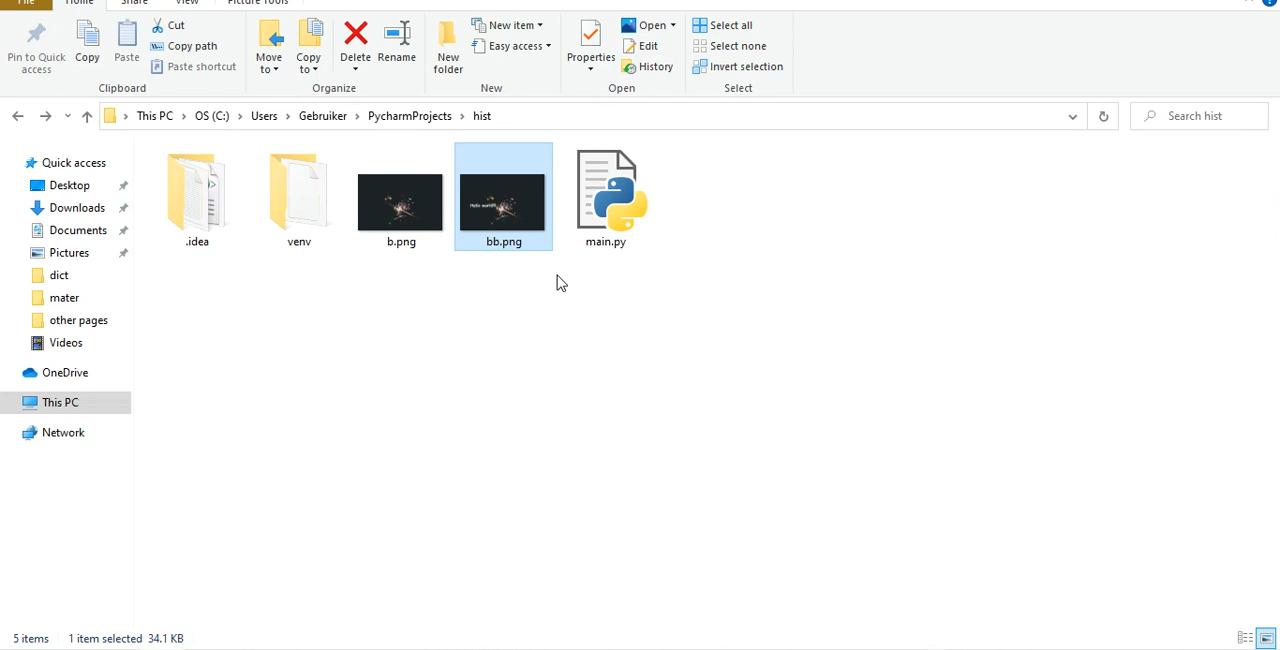 File Home Share View Picture Tools
Pin to Quick access
Copy
Paste
Cut
Copy path
Paste shortcut
Clipboard
Move to
Copy to
Delete
Rename
Organize
New folder
New item
Easy access
New
Properties
Open
Edit
History
Open
Select all
Select none
Invert selection
Select
This PC > OS (C:) > Users > Gebruiker > PycharmProjects > hist
Search hist
Quick access
Desktop
Downloads
Documents
Pictures
dict
mater
other pages
Videos
OneDrive
This PC
Network
Hello world!!
.idea
venv
b.png
bb.png
main.py
5 items
1 item selected 34.1 KB